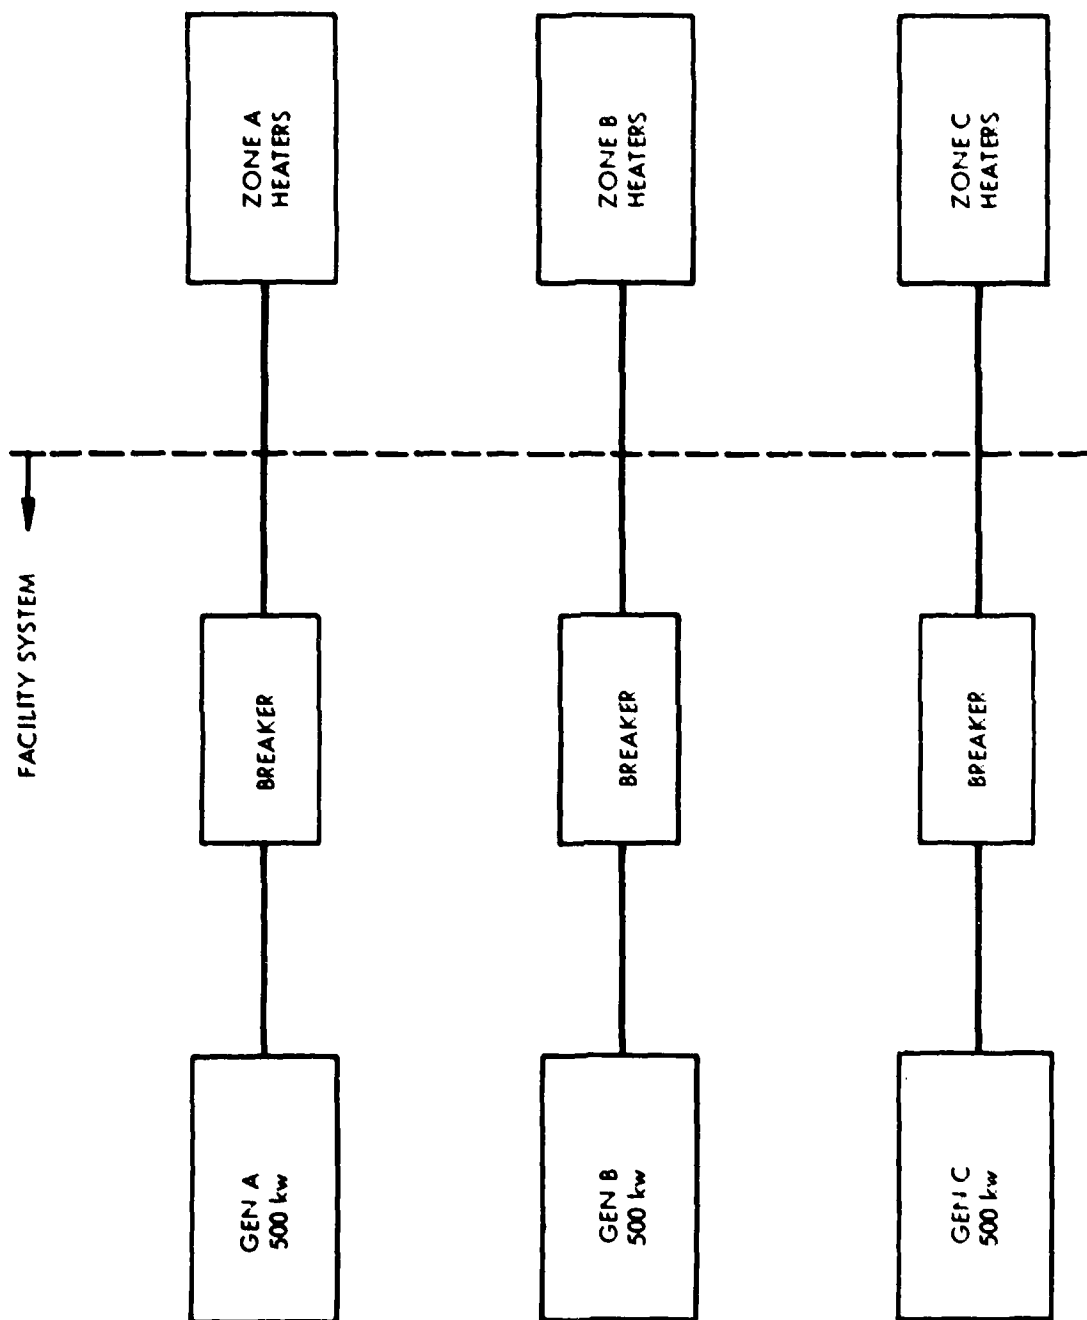 FACILITY SYSTEM
GEN A
500 kw
BREAKER
ZONE A
HEATERS
GEN B
500 kw
BREAKER
ZONE B
HEATERS
GEN C
500 kw
BREAKER
ZONE C
HEATERS